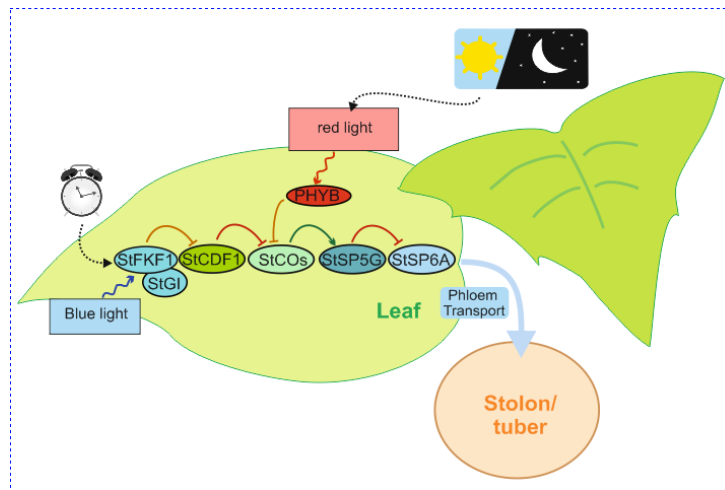 red light
PHYB
StFKF1
StCDF1
StCOs
StSP5G
StSP6A
StGI
Blue light
Leaf
Phloem
Transport
Stolon/
tuber